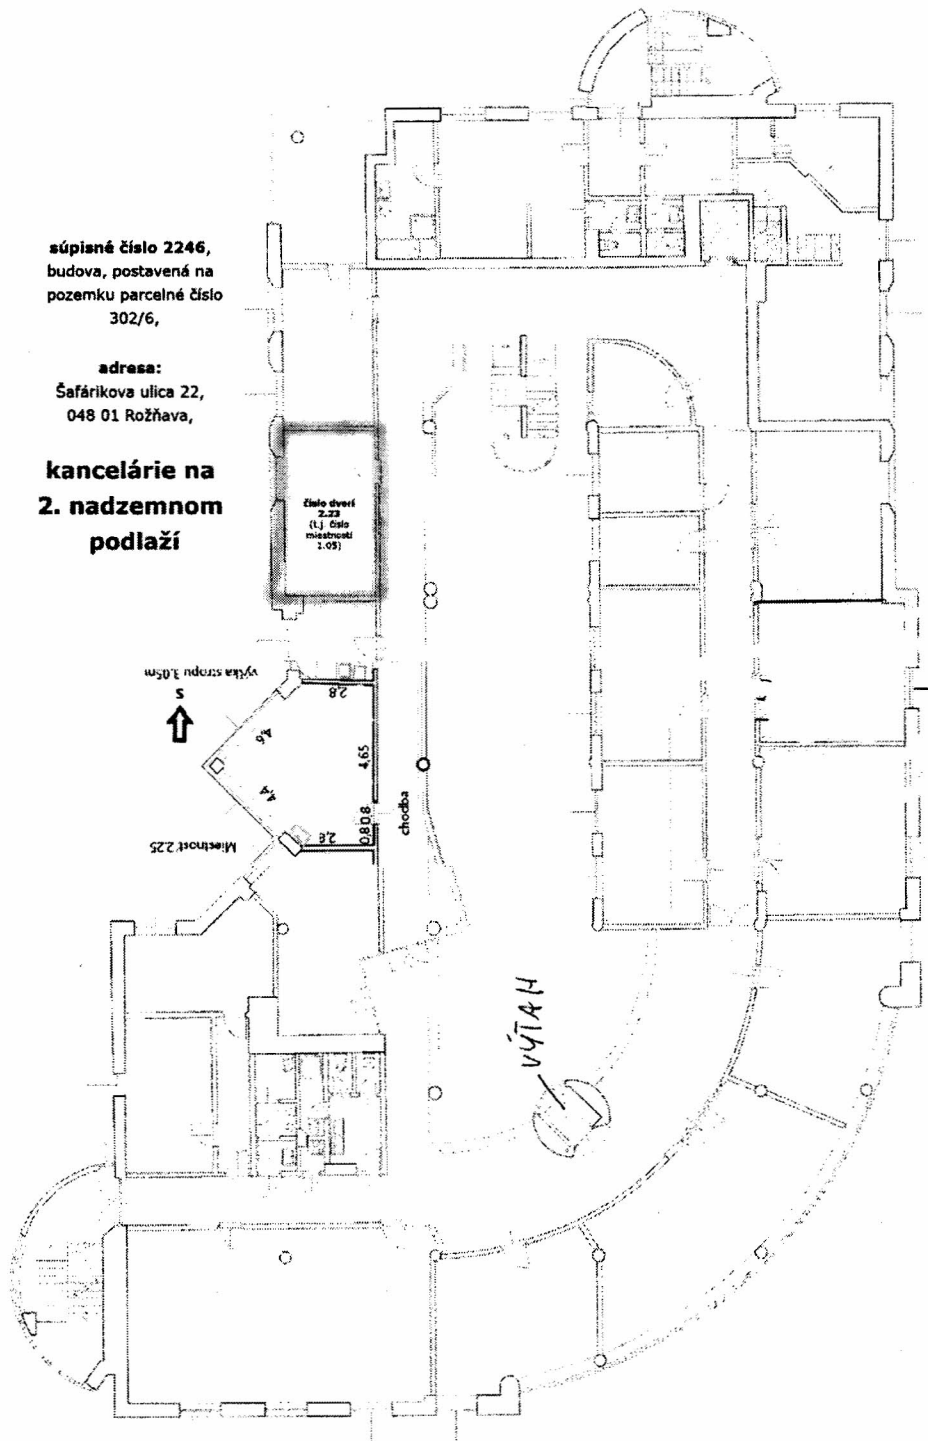 súpisné číslo 2246,
budova, postavená na
pozemku parcelné číslo
302/6,
adresa:
Šafárikova ulica 22,
048 01 Rožňava,
kancelárie na
2. nadzemnom
podlaží
číslo dverí
2.23
(t.j. číslo
miestnosti
1.05)
výška stropu 3.05m
S
2,8
4,6
4,65
4,4
0,8
0,8
2,8
chodba
Miestnosť 2.25
VÝŤAH